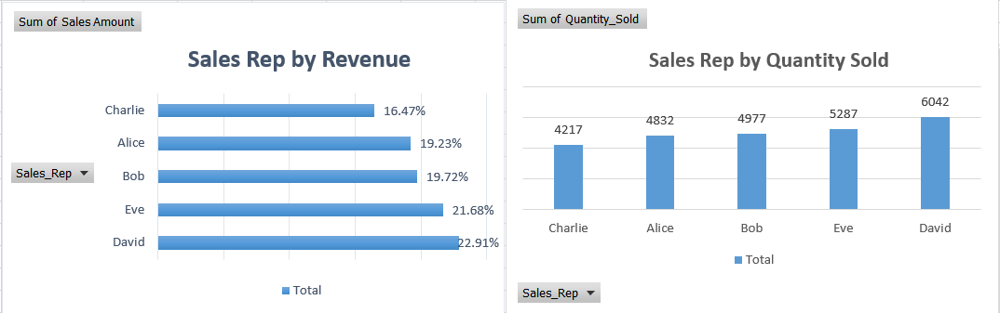 Sum of Sales Amount
Sales Rep by Revenue
Charlie 16.47%
Alice 19.23%
Sales_Rep
Bob 19.72%
Eve 21.68%
David 22.91%
Total
Sum of Quantity_Sold
Sales Rep by Quantity Sold
4217 4832 4977 5287 6042
Charlie Alice Bob Eve David
Total
Sales_Rep